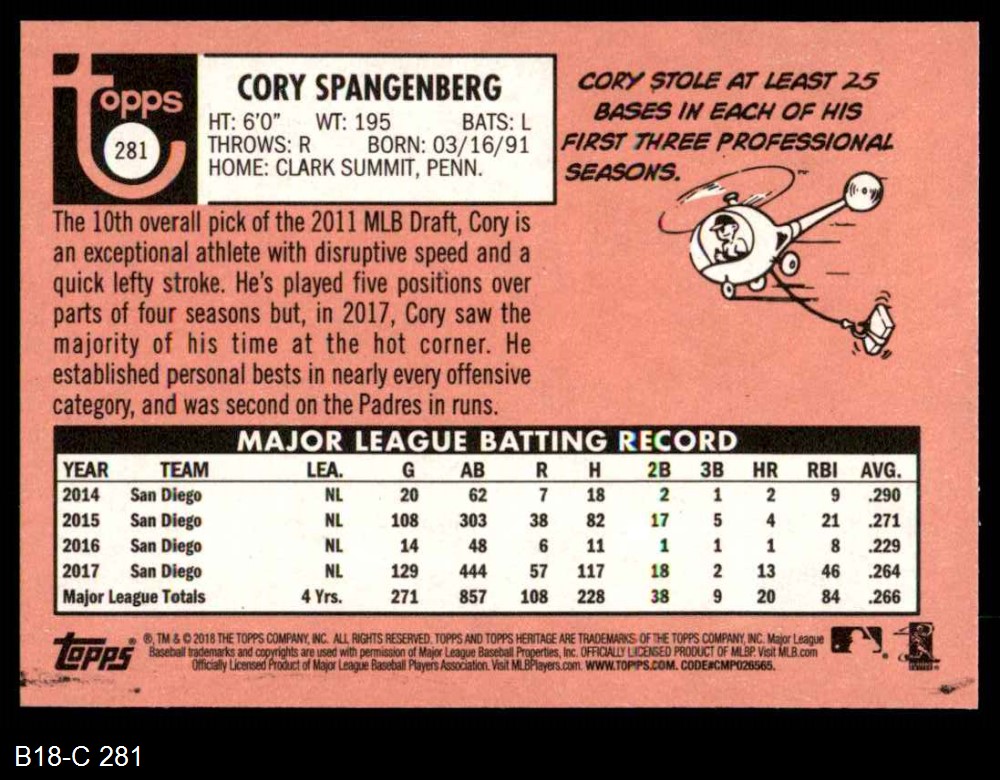 topps
281
CORY SPANGENBERG
HT: 6'0" WT: 195 BATS: L
THROWS: R BORN: 03/16/91
HOME: CLARK SUMMIT, PENN.
CORY STOLE AT LEAST 25
BASES IN EACH OF HIS
FIRST THREE PROFESSIONAL
SEASONS.
The 10th overall pick of the 2011 MLB Draft, Cory is
an exceptional athlete with disruptive speed and a
quick lefty stroke. He's played five positions over
parts of four seasons but, in 2017, Cory saw the
majority of his time at the hot corner. He
established personal bests in nearly every offensive
category, and was second on the Padres in runs.
MAJOR LEAGUE BATTING RECORD
YEAR TEAM LEA. G AB R H 2B 3B HR RBI AVG.
2014 San Diego NL 20 62 7 18 2 1 2 9 .290
2015 San Diego NL 108 303 38 82 17 5 4 21 .271
2016 San Diego NL 14 48 6 11 1 1 1 8 .229
2017 San Diego NL 129 444 57 117 18 2 13 46 .264
Major League Totals 4 Yrs. 271 857 108 228 38 9 20 84 .266
topps ® ®, TM & © 2018 THE TOPPS COMPANY, INC. ALL RIGHTS RESERVED. TOPPS AND TOPPS HERITAGE ARE TRADEMARKS OF THE TOPPS COMPANY, INC. Major League
Baseball trademarks and copyrights are used with permission of Major League Baseball Properties, Inc. OFFICIALLY LICENSED PRODUCT OF MLBP. Visit MLB.com
Officially Licensed Product of Major League Baseball Players Association. Visit MLBPlayers.com. WWW.TOPPS.COM. CODE#CMP026565.
B18-C 281